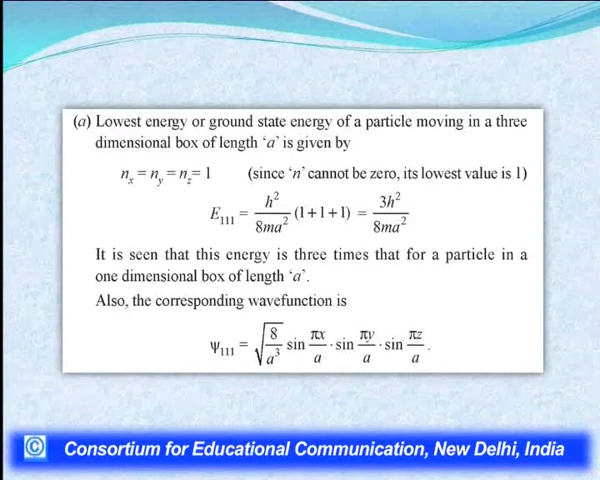 (a) Lowest energy or ground state energy of a particle moving in a three
dimensional box of length ‘a’ is given by
nₓ = n_y = n_z = 1 (since ‘n’ cannot be zero, its lowest value is 1)
E₁₁₁ = h²/8ma² (1+1+1) = 3h²/8ma²
It is seen that this energy is three times that for a particle in a
one dimensional box of length ‘a’.
Also, the corresponding wavefunction is
ψ₁₁₁ = √(8/a³) sin πx/a · sin πy/a · sin πz/a .
© Consortium for Educational Communication, New Delhi, India